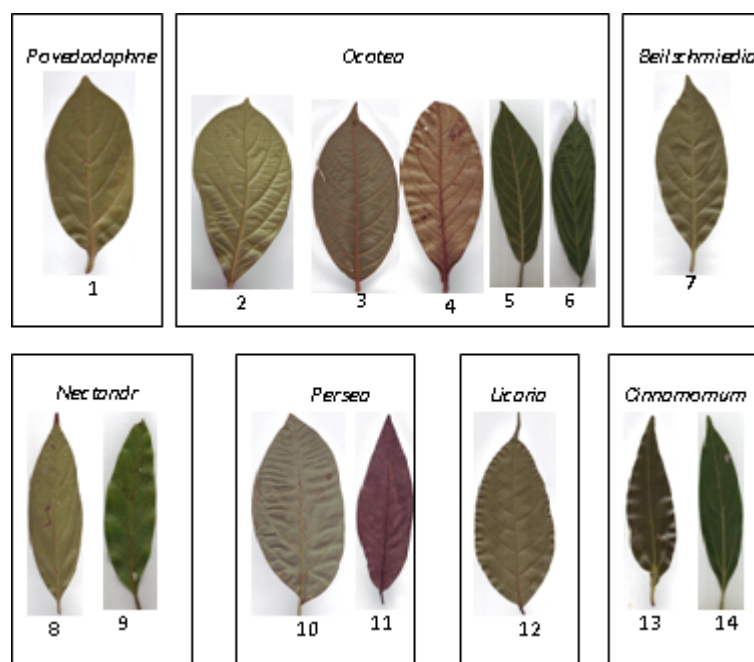 Povedadaphne
Ocotea
Beilschmiedia
1
2
3
4
5
6
7
Nectandr
Persea
Licaria
Cinnamomum
8
9
10
11
12
13
14